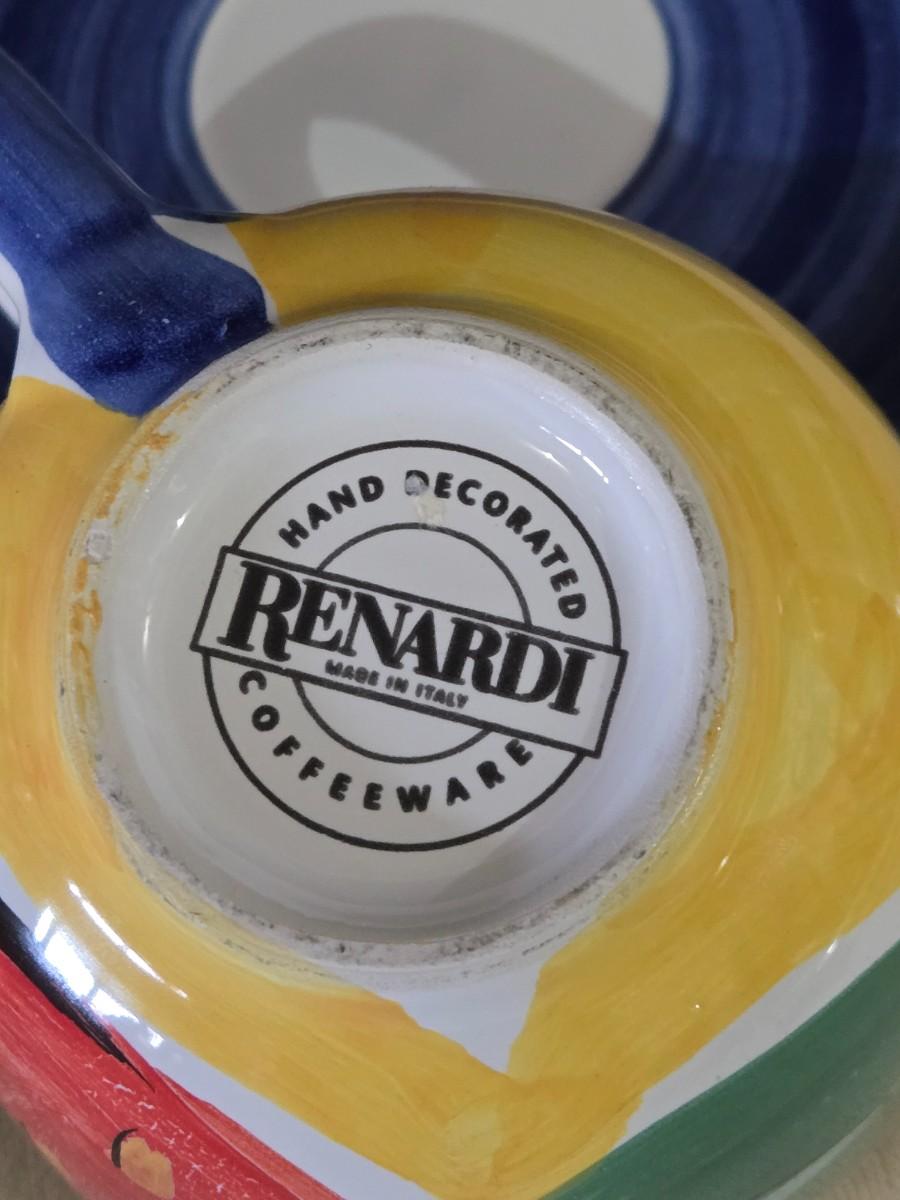 HAND DECORATED
RENARDI
MADE IN ITALY
COFFEEWARE